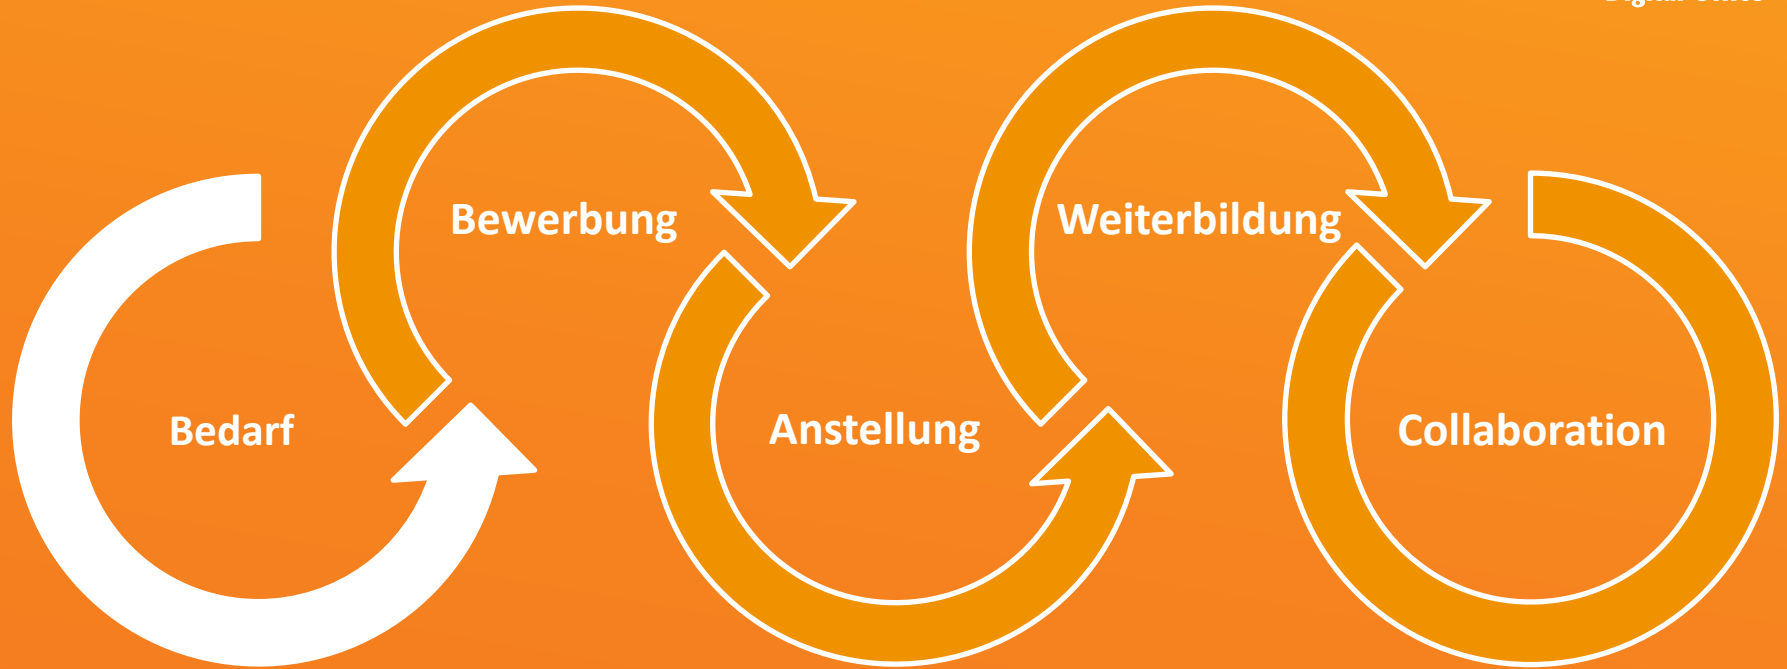 Bedarf
Bewerbung
Anstellung
Weiterbildung
Collaboration